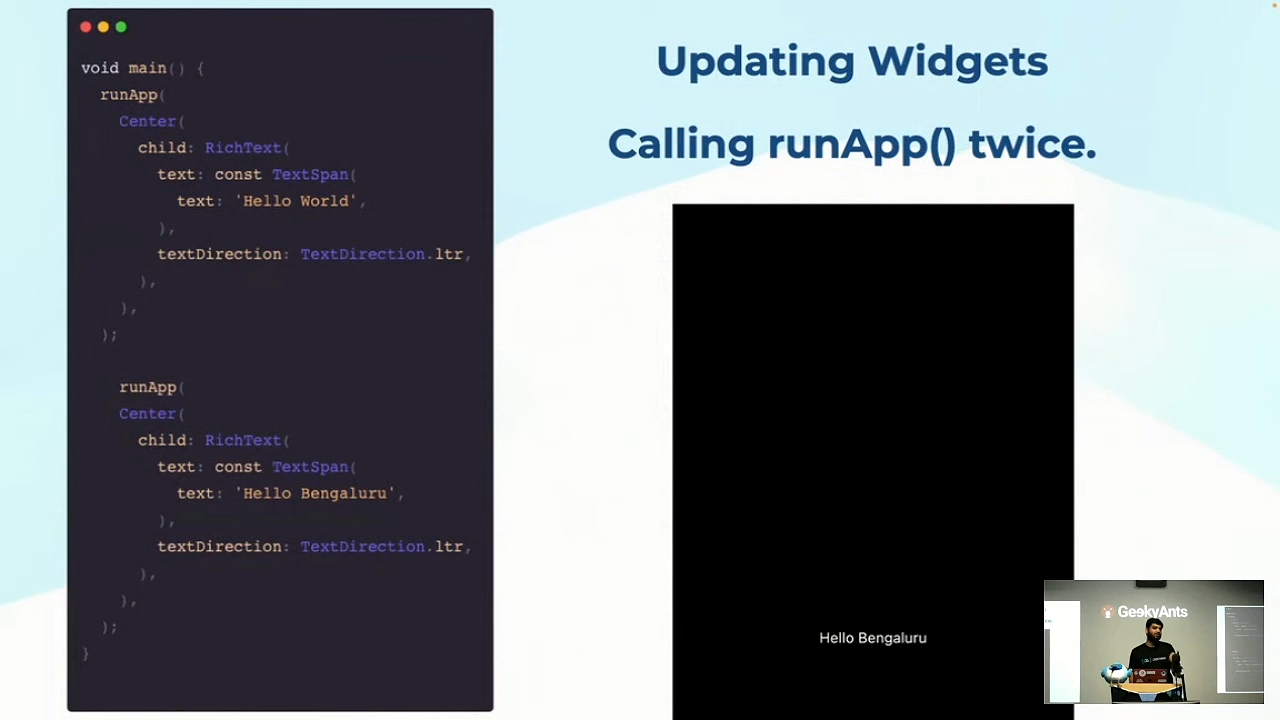 void main() {
runApp(
Center(
child: RichText(
text: const TextSpan(
text: 'Hello World',
),
textDirection: TextDirection.ltr,
),
),
);
runApp(
Center(
child: RichText(
text: const TextSpan(
text: 'Hello Bengaluru',
),
textDirection: TextDirection.ltr,
),
),
);
}
Updating Widgets
Calling runApp() twice.
Hello Bengaluru
GeekyAnts